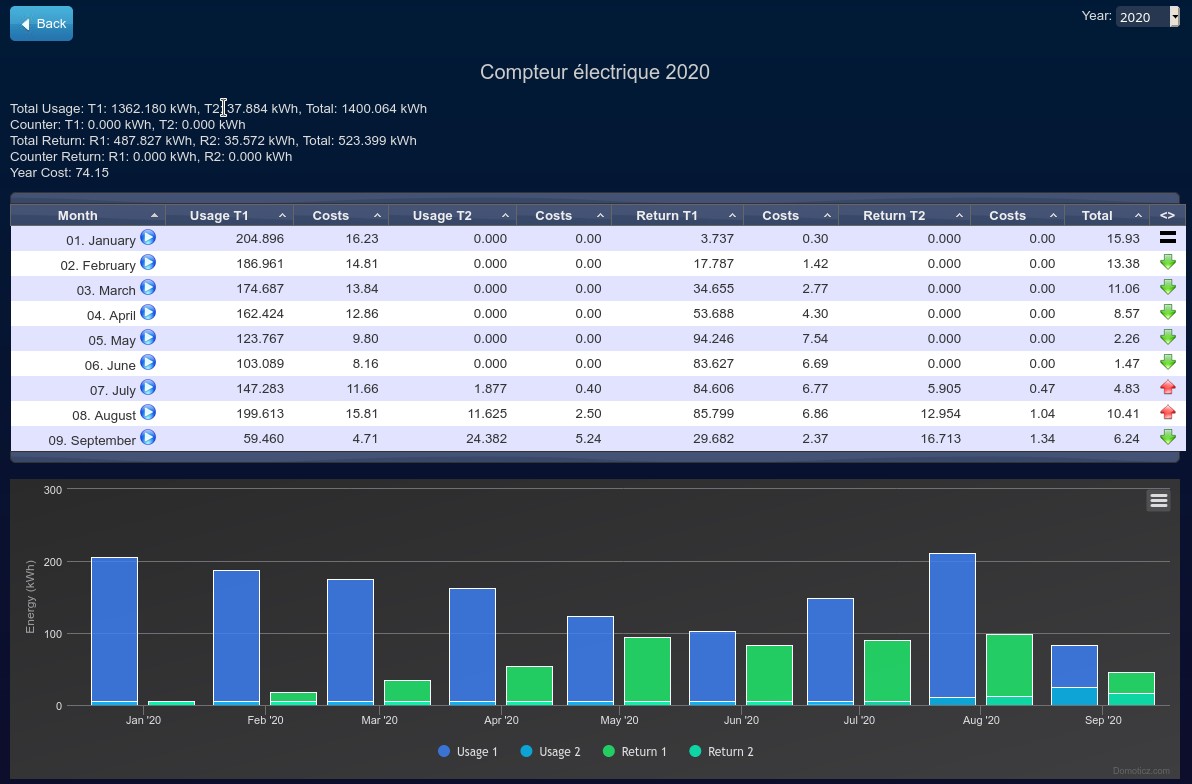 Back
Year: 2020
Compteur électrique 2020
Total Usage: T1: 1362.180 kWh, T2: 37.884 kWh, Total: 1400.064 kWh
Counter: T1: 0.000 kWh, T2: 0.000 kWh
Total Return: R1: 487.827 kWh, R2: 35.572 kWh, Total: 523.399 kWh
Counter Return: R1: 0.000 kWh, R2: 0.000 kWh
Year Cost: 74.15
Month Usage T1 Costs Usage T2 Costs Return T1 Costs Return T2 Costs Total <>
01. January 204.896 16.23 0.000 0.00 3.737 0.30 0.000 0.00 15.93
02. February 186.961 14.81 0.000 0.00 17.787 1.42 0.000 0.00 13.38
03. March 174.687 13.84 0.000 0.00 34.655 2.77 0.000 0.00 11.06
04. April 162.424 12.86 0.000 0.00 53.688 4.30 0.000 0.00 8.57
05. May 123.767 9.80 0.000 0.00 94.246 7.54 0.000 0.00 2.26
06. June 103.089 8.16 0.000 0.00 83.627 6.69 0.000 0.00 1.47
07. July 147.283 11.66 1.877 0.40 84.606 6.77 5.905 0.47 4.83
08. August 199.613 15.81 11.625 2.50 85.799 6.86 12.954 1.04 10.41
09. September 59.460 4.71 24.382 5.24 29.682 2.37 16.713 1.34 6.24
300
200
100
0
Energy (kWh)
Jan '20 Feb '20 Mar '20 Apr '20 May '20 Jun '20 Jul '20 Aug '20 Sep '20
Usage 1 Usage 2 Return 1 Return 2
Domoticz.com